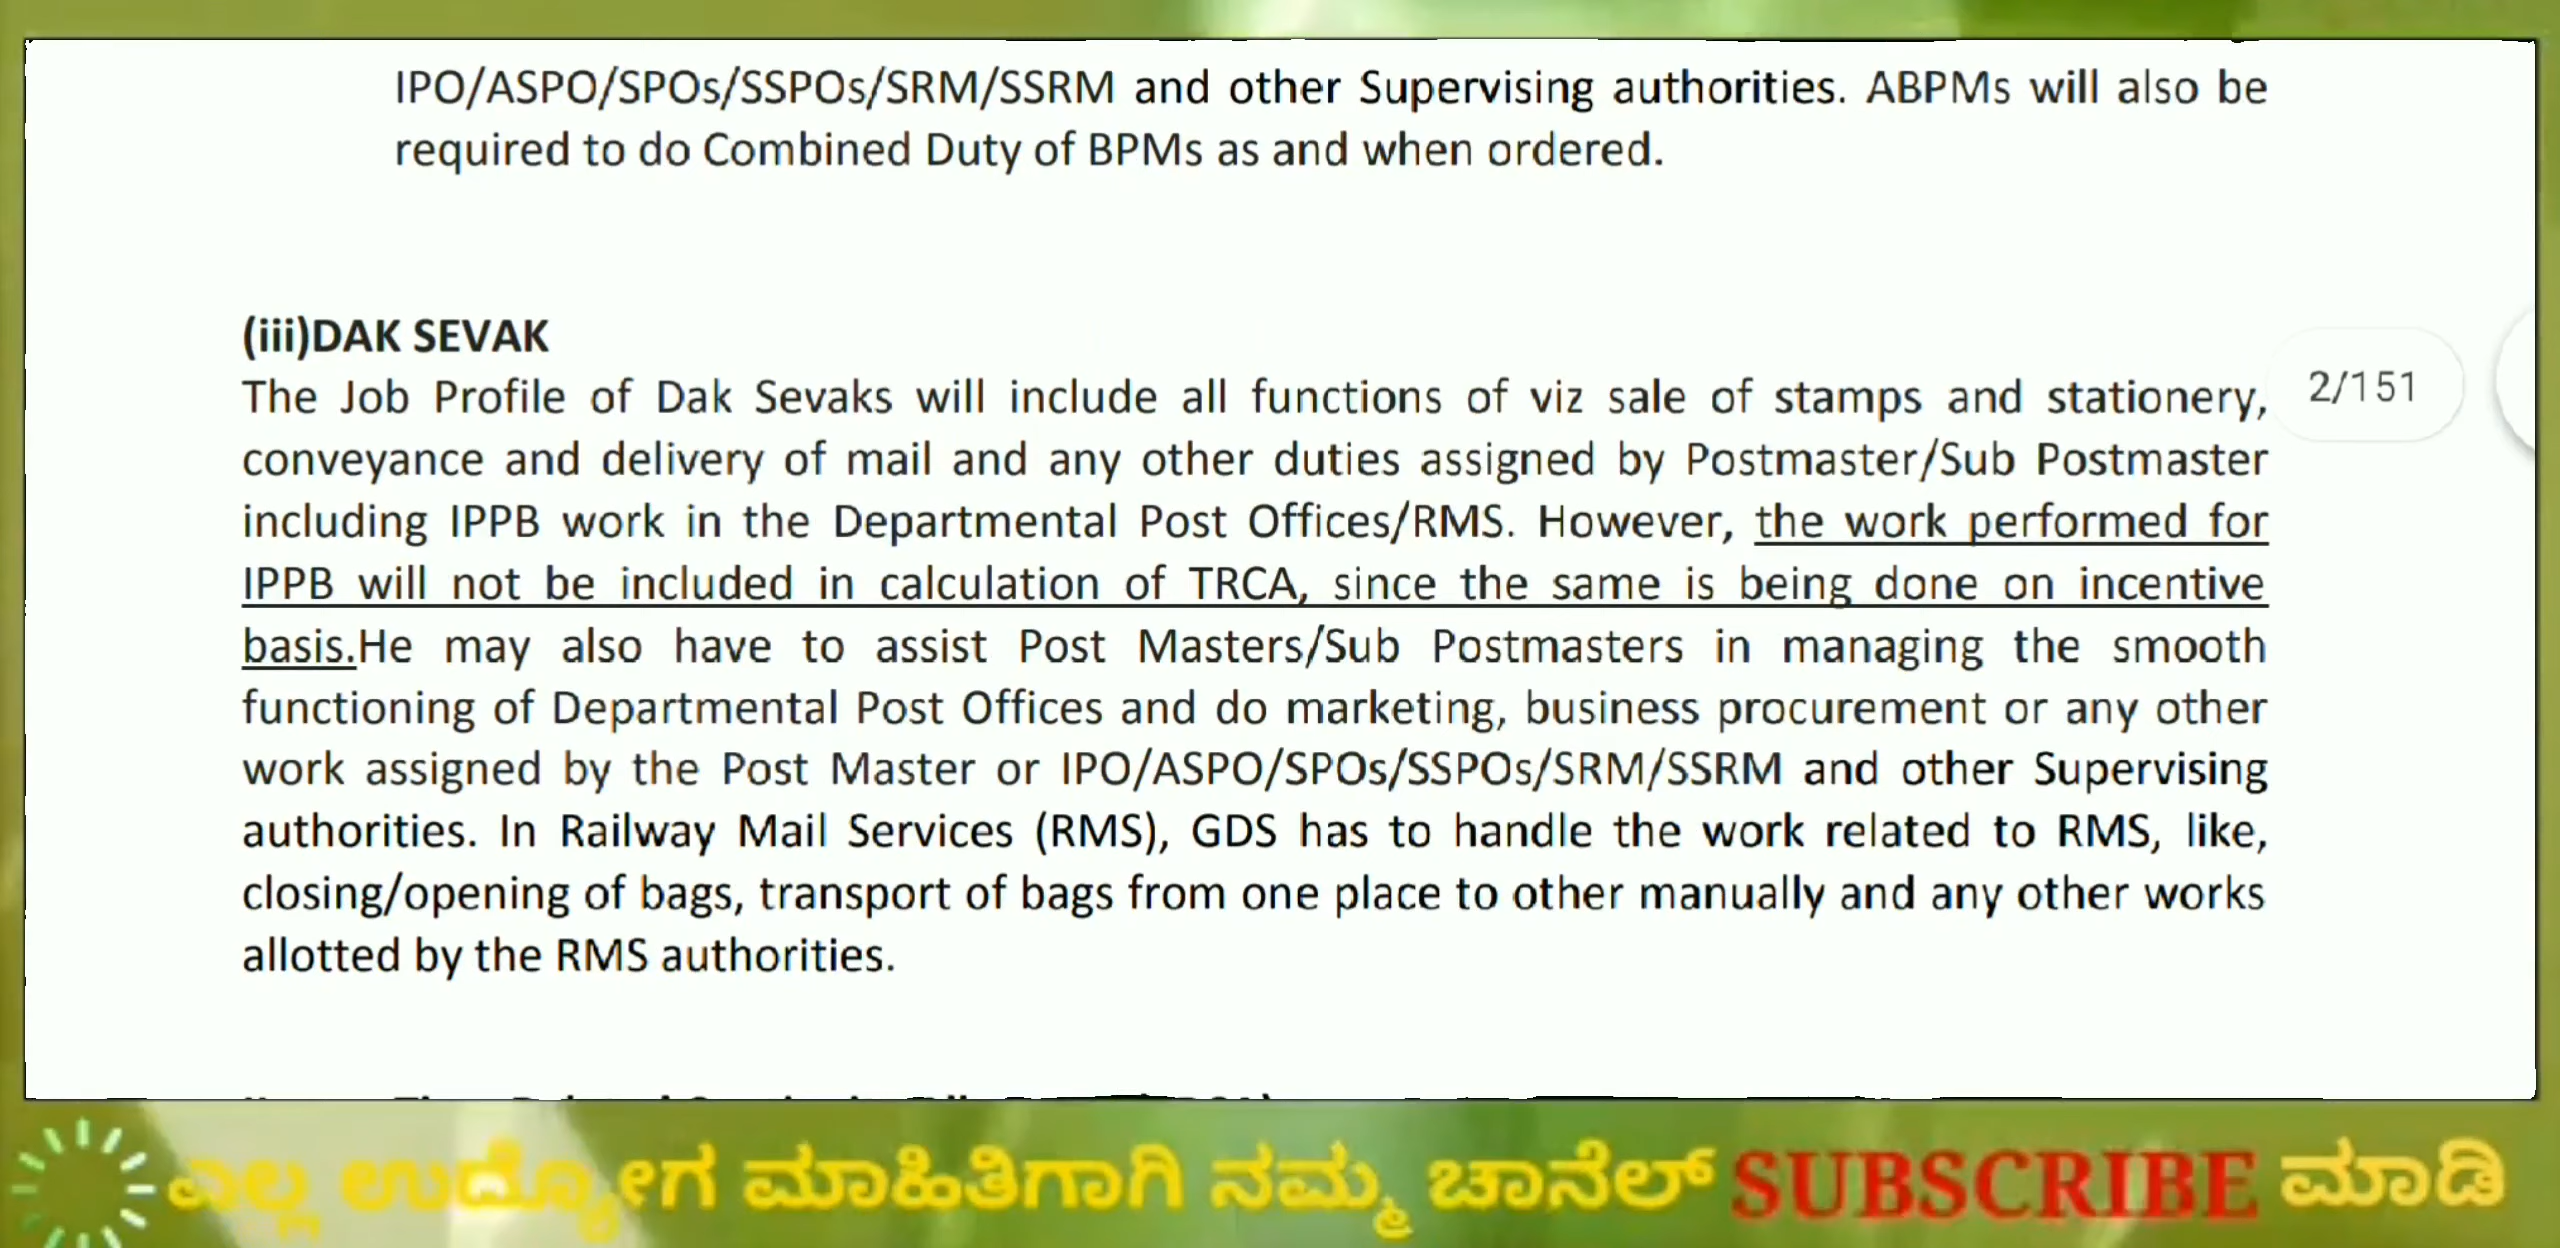 IPO/ASPO/SPOs/SSPOs/SRM/SSRM and other Supervising authorities. ABPMs will also be
required to do Combined Duty of BPMs as and when ordered.
(iii)DAK SEVAK
The Job Profile of Dak Sevaks will include all functions of viz sale of stamps and stationery,
2/151
conveyance and delivery of mail and any other duties assigned by Postmaster/Sub Postmaster
including IPPB work in the Departmental Post Offices/RMS. However, the work performed for
IPPB will not be included in calculation of TRCA, since the same is being done on incentive
basis.He may also have to assist Post Masters/Sub Postmasters in managing the smooth
functioning of Departmental Post Offices and do marketing, business procurement or any other
work assigned by the Post Master or IPO/ASPO/SPOs/SSPOs/SRM/SSRM and other Supervising
authorities. In Railway Mail Services (RMS), GDS has to handle the work related to RMS, like,
closing/opening of bags, transport of bags from one place to other manually and any other works
allotted by the RMS authorities.
ಎಲ್ಲ ಉದ್ಯೋಗ ಮಾಹಿತಿಗಾಗಿ ನಮ್ಮ ಚಾನೆಲ್ SUBSCRIBE ಮಾಡಿ